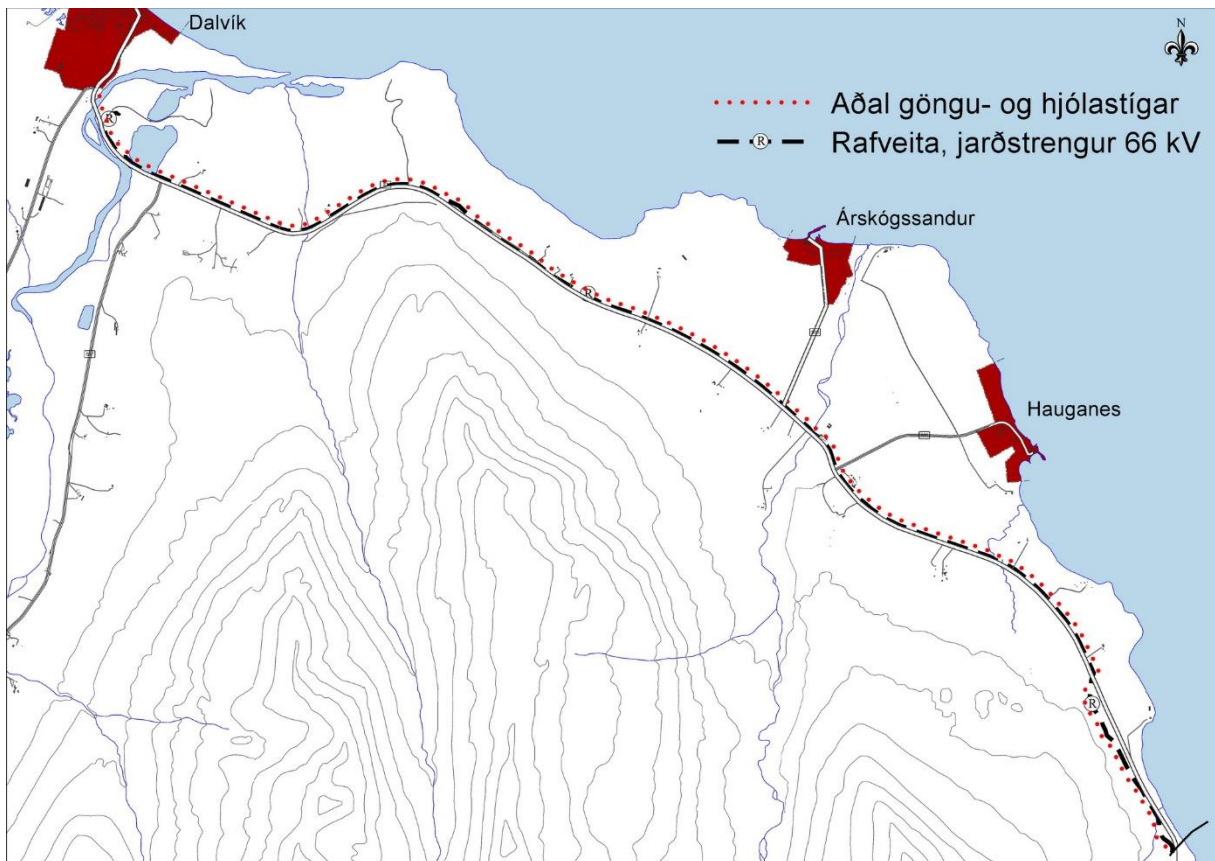 Dalvík
N
Aðal göngu- og hjólastígar
R Rafveita, jarðstrengur 66 kV
R
Árskógssandur
R
Hauganes
R